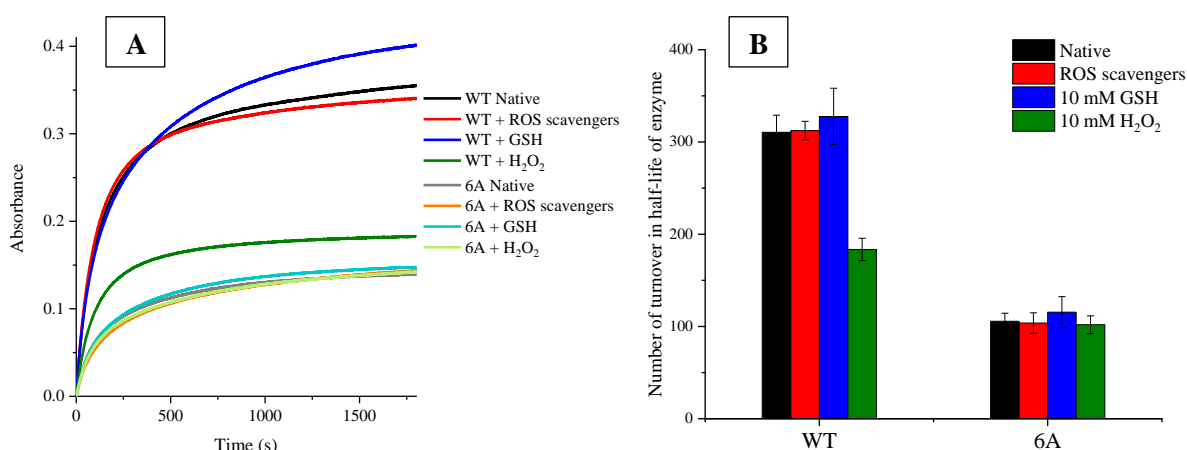 A
0.4
0.3
0.2
0.1
0.0
Absorbance
0
500
1000
1500
Time (s)
WT Native
WT + ROS scavengers
WT + GSH
WT + H₂O₂
6A Native
6A + ROS scavengers
6A + GSH
6A + H₂O₂
B
400
300
200
100
0
Number of turnover in half-life of enzyme
WT
6A
Native
ROS scavengers
10 mM GSH
10 mM H₂O₂